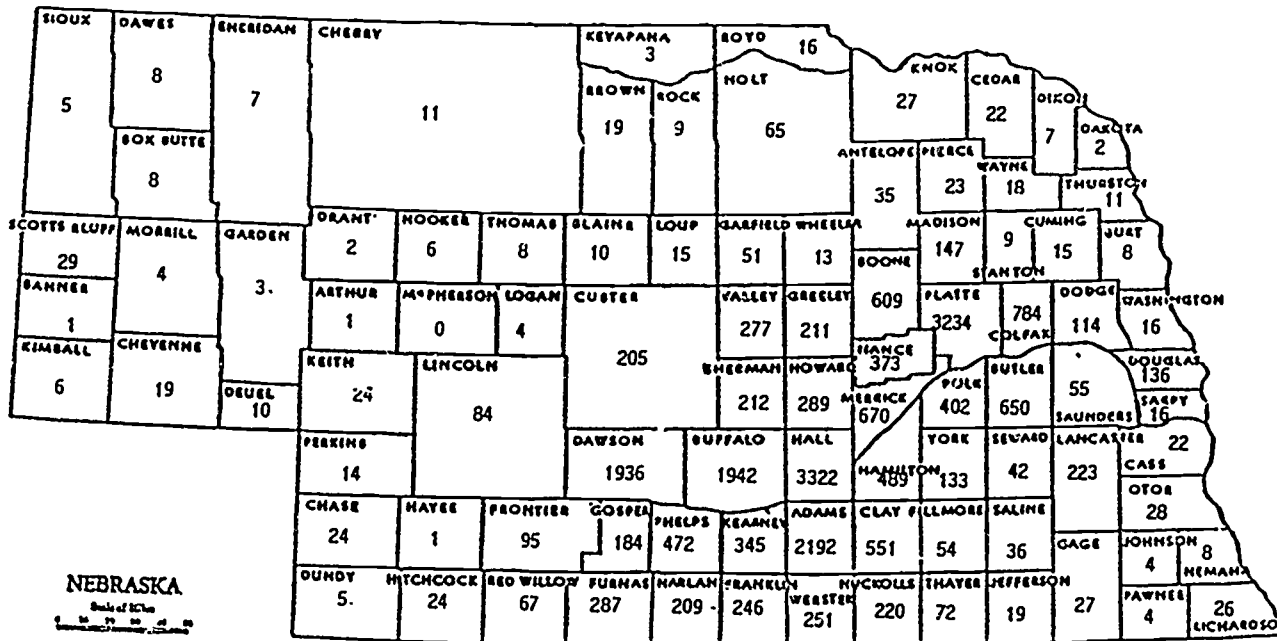 SIOUX
5
DAWES
8
BOX BUTTE
8
SHERIDAN
7
CHERRY
11
KEYAPAHA
3
BOYD
16
BROWN
19
ROCK
9
HOLT
65
KNOX
27
CEDAR
22
DIXON
7
DAKOTA
2
ANTELOPE
35
PIERCE
23
WAYNE
18
THURSTON
11
SCOTTS BLUFF
29
MORRILL
4
GARDEN
3.
GRANT
2
HOOKER
6
THOMAS
8
BLAINE
10
LOUP
15
GARFIELD
51
WHEELER
13
MADISON
147
STANTON
9
CUMING
15
BURT
8
BANNER
1
ARTHUR
1
McPHERSON
0
LOGAN
4
CUSTER
205
VALLEY
277
GREELEY
211
BOONE
609
PLATTE
3234
COLFAX
784
DODGE
114
WASHINGTON
16
KIMBALL
6
CHEYENNE
19
DEUEL
10
KEITH
24
LINCOLN
84
SHERMAN
212
HOWARD
289
NANCE
373
MERRICK
670
POLK
402
BUTLER
650
SAUNDERS
55
DOUGLAS
136
SARPY
16
PERKINS
14
DAWSON
1936
BUFFALO
1942
HALL
3322
HAMILTON
489
YORK
133
SEWARD
42
LANCASTER
223
CASS
22
OTOE
28
CHASE
24
HAYES
1
FRONTIER
95
GOSPER
184
PHELPS
472
KEARNEY
345
ADAMS
2192
CLAY
551
FILLMORE
54
SALINE
36
GAGE
27
JOHNSON
4
NEMAHA
8
DUNDY
5.
HITCHCOCK
24
RED WILLOW
67
FURNAS
287
HARLAN
209
FRANKLIN
246
WEBSTER
251
NUCKOLLS
220
THAYER
72
JEFFERSON
19
PAWNEE
4
RICHARDSO
26
NEBRASKA